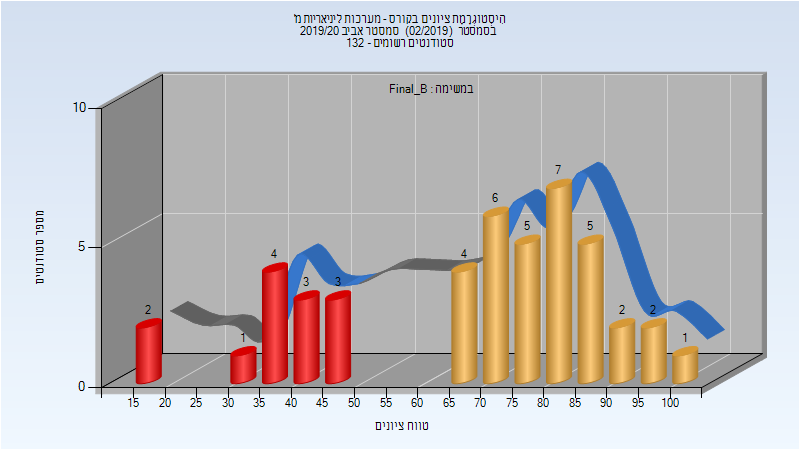 היסטוגרמת ציונים בקורס - מערכות ליניאריות מ'
בסמסטר (02/2019) סמסטר אביב 2019/20
סטודנטים רשומים - 132
במשימה : Final_B
מספר סטודנטים
10
5
0
2
1
4
3
3
4
6
5
7
5
2
2
1
15 20 25 30 35 40 45 50 55 60 65 70 75 80 85 90 95 100
טווח ציונים